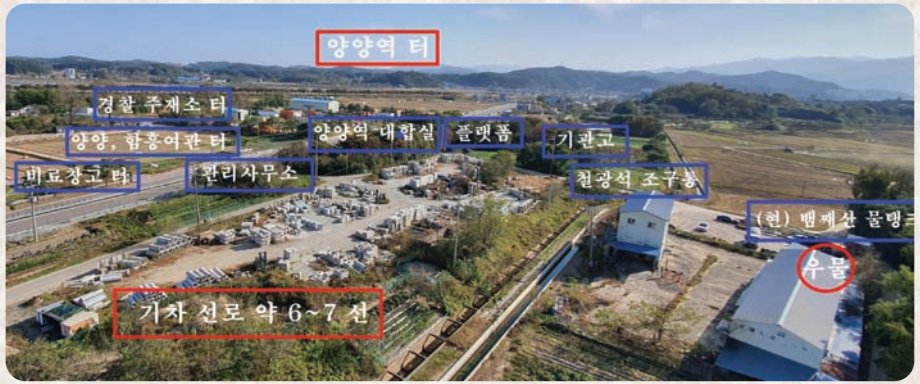 양양역 터
경찰 주재소 터
양양, 함흥여관 터
양양역 대합실
플랫폼
기관고
비료창고 터
관리사무소
철광석 조구통
(현) 뱀째산 물탱크
우물
기차 선로 약 6~7 선